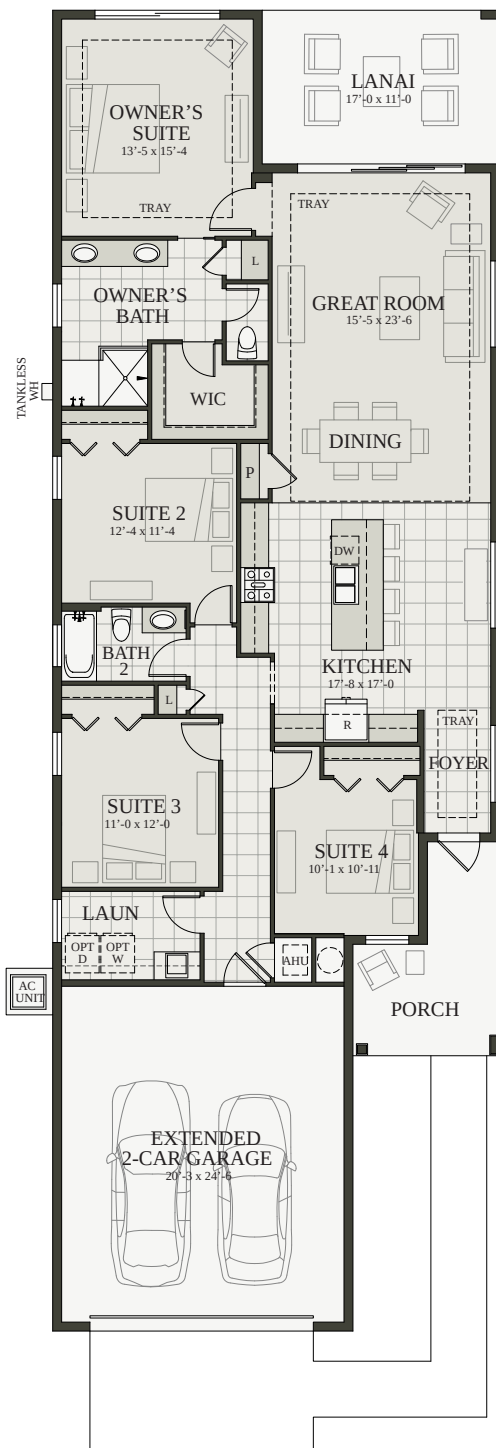 LANAI
17'-0 x 11'-0
OWNER'S
SUITE
13'-5 x 15'-4
TRAY
TRAY
L
OWNER'S
BATH
GREAT ROOM
15'-5 x 23'-6
TANKLESS
WH
WIC
DINING
P
SUITE 2
12'-4 x 11'-4
DW
BATH
2
KITCHEN
17'-8 x 17'-0
L
R
TRAY
FOYER
SUITE 3
11'-0 x 12'-0
SUITE 4
10'-1 x 10'-11
LAUN
OPT
D
OPT
W
AHU
AC
UNIT
PORCH
EXTENDED
2-CAR GARAGE
20'-3 x 24'-6